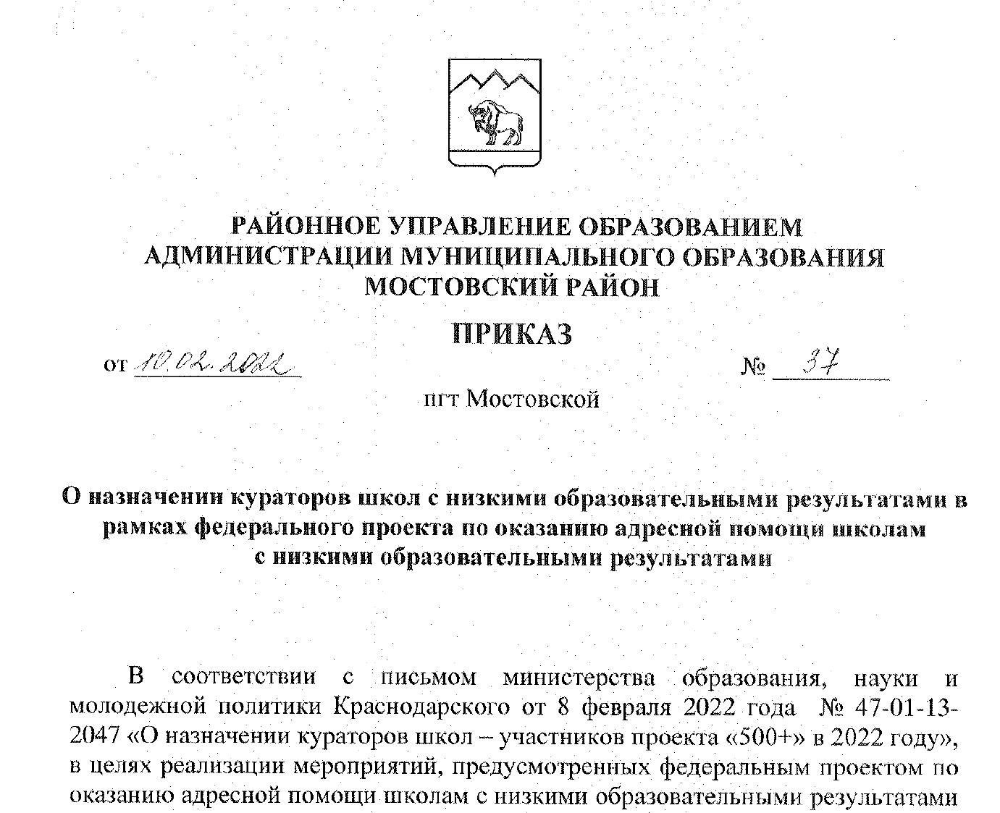 РАЙОННОЕ УПРАВЛЕНИЕ ОБРАЗОВАНИЕМ
АДМИНИСТРАЦИИ МУНИЦИПАЛЬНОГО ОБРАЗОВАНИЯ
МОСТОВСКИЙ РАЙОН
ПРИКАЗ
от 10.02.2022 № 37
пгт Мостовской
О назначении кураторов школ с низкими образовательными результатами в
рамках федерального проекта по оказанию адресной помощи школам
с низкими образовательными результатами
В соответствии с письмом министерства образования, науки и
молодежной политики Краснодарского от 8 февраля 2022 года № 47-01-13-
2047 «О назначении кураторов школ – участников проекта «500+» в 2022 году»,
в целях реализации мероприятий, предусмотренных федеральным проектом по
оказанию адресной помощи школам с низкими образовательными результатами